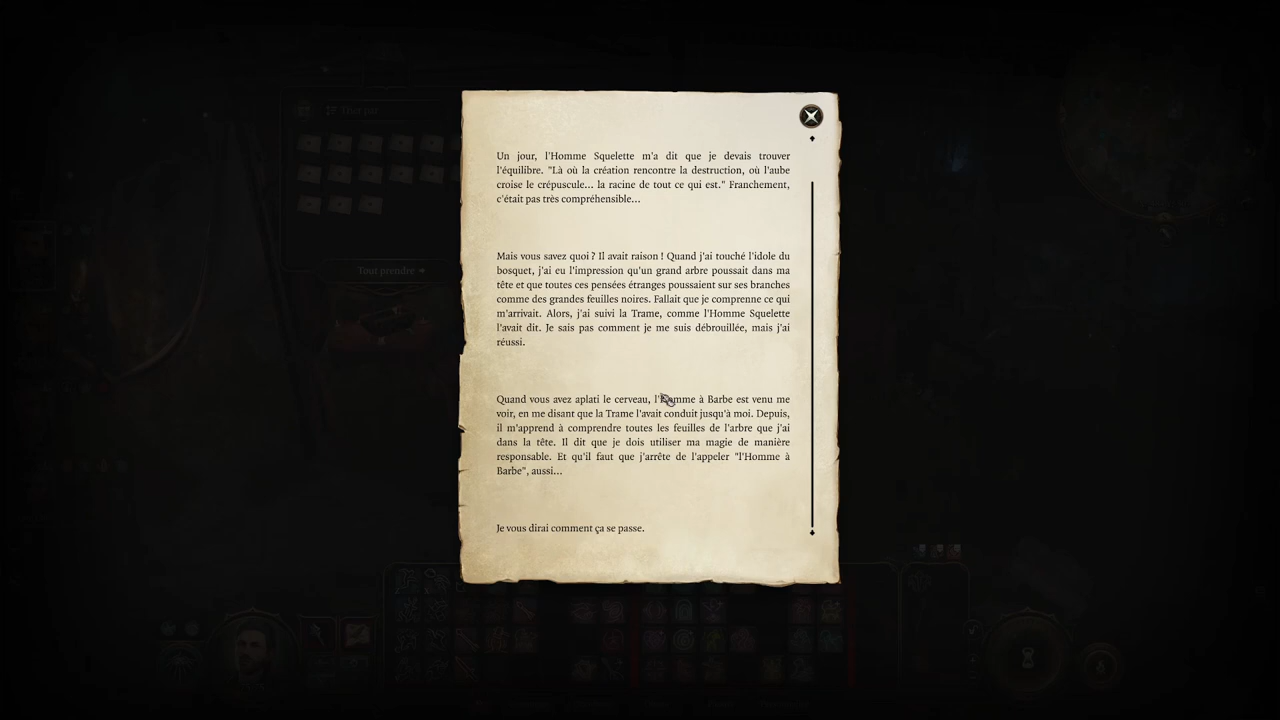 Trier par
Tout prendre
Un jour, l'Homme Squelette m'a dit que je devais trouver
l'équilibre. "Là où la création rencontre la destruction, où l'aube
croise le crépuscule... la racine de tout ce qui est." Franchement,
c'était pas très compréhensible...
Mais vous savez quoi ? Il avait raison ! Quand j'ai touché l'idole du
bosquet, j'ai eu l'impression qu'un grand arbre poussait dans ma
tête et que toutes ces pensées étranges poussaient sur ses branches
comme des grandes feuilles noires. Fallait que je comprenne ce qui
m'arrivait. Alors, j'ai suivi la Trame, comme l'Homme Squelette
l'avait dit. Je sais pas comment je me suis débrouillée, mais j'ai
réussi.
Quand vous avez aplati le cerveau, l'Homme à Barbe est venu me
voir, en me disant que la Trame l'avait conduit jusqu'à moi. Depuis,
il m'apprend à comprendre toutes les feuilles de l'arbre que j'ai
dans la tête. Il dit que je dois utiliser ma magie de manière
responsable. Et qu'il faut que j'arrête de l'appeler "l'Homme à
Barbe", aussi...
Je vous dirai comment ça se passe.